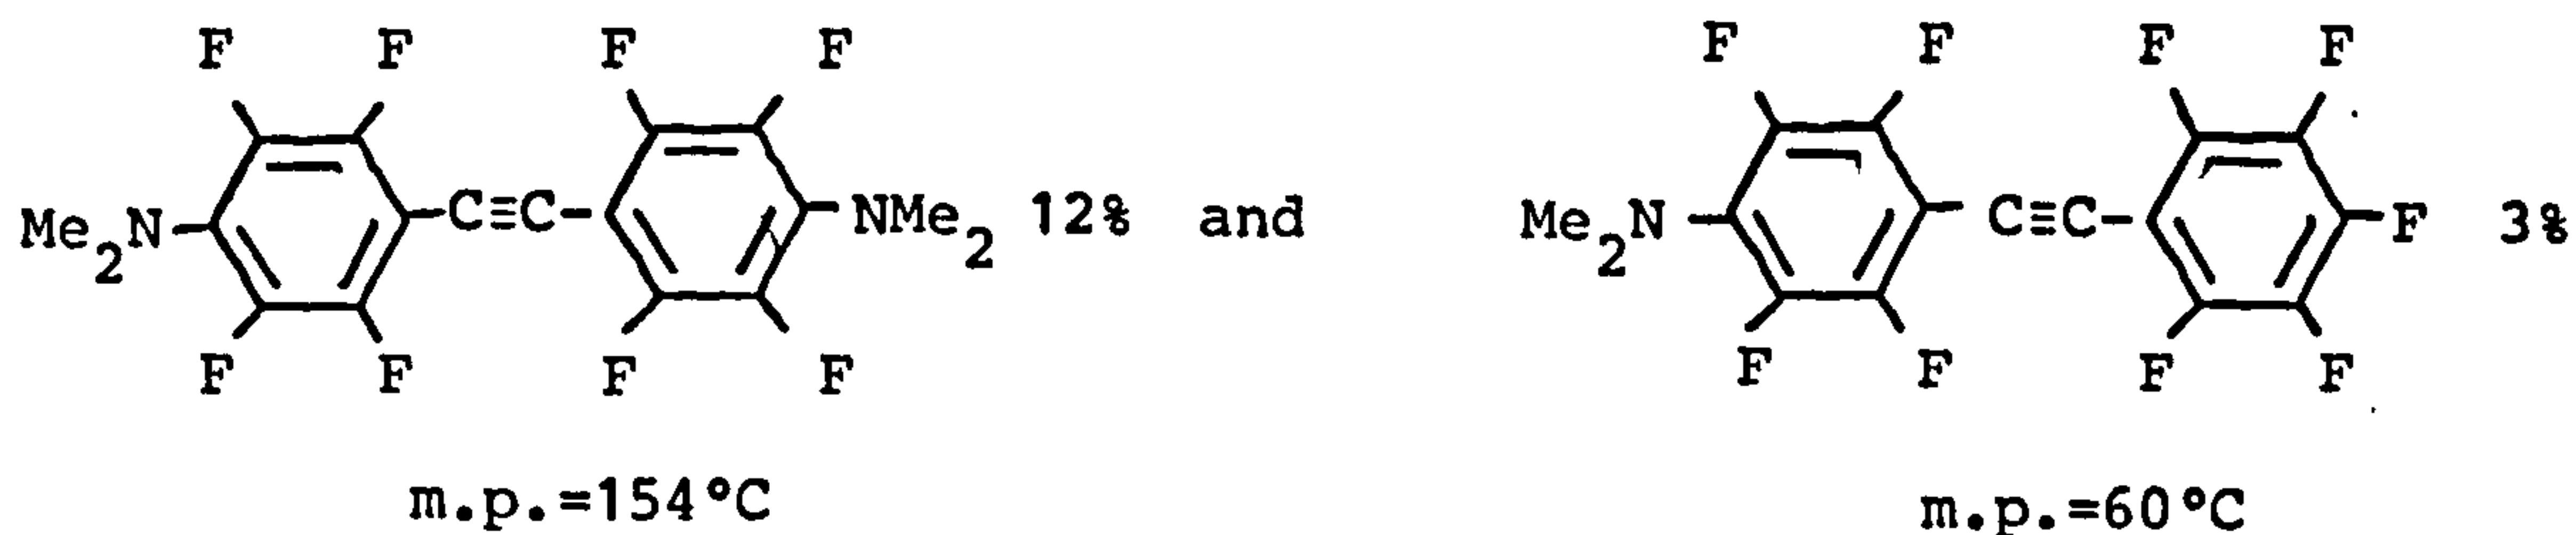 F F F F F F F F
Me2N -C≡C- NMe2 12% and Me2N - C≡C- F 3%
F F F F F F F F
m.p.=154°C m.p.=60°C